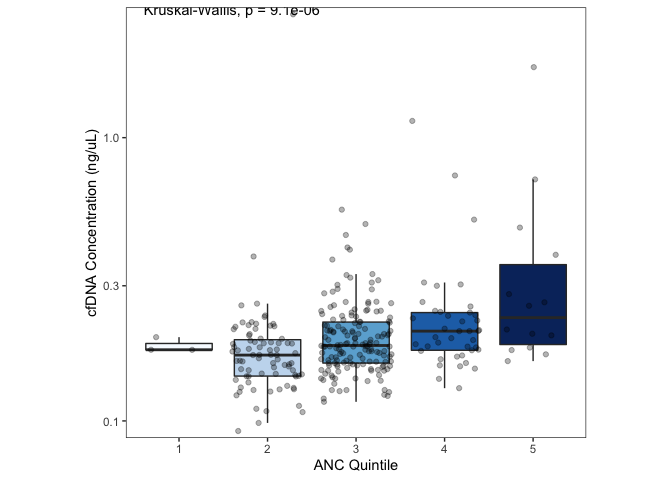 Kruskal-Wallis, p = 9.1e-06
1.0
0.3
0.1
cfDNA Concentration (ng/uL)
1 2 3 4 5
ANC Quintile